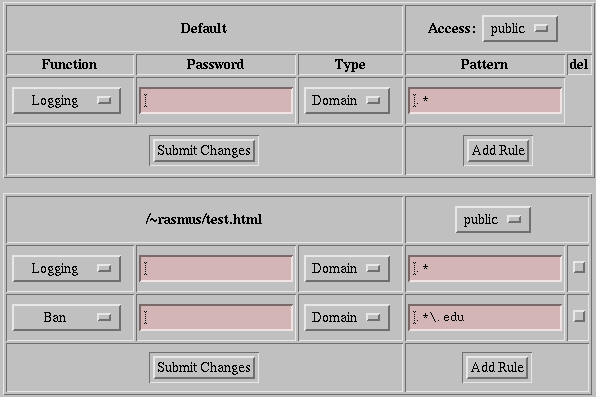 Default Access: public
Function Password Type Pattern del
Logging Domain .*
Submit Changes Add Rule
/~rasmus/test.html public
Logging Domain .*
Ban Domain .*\.edu
Submit Changes Add Rule